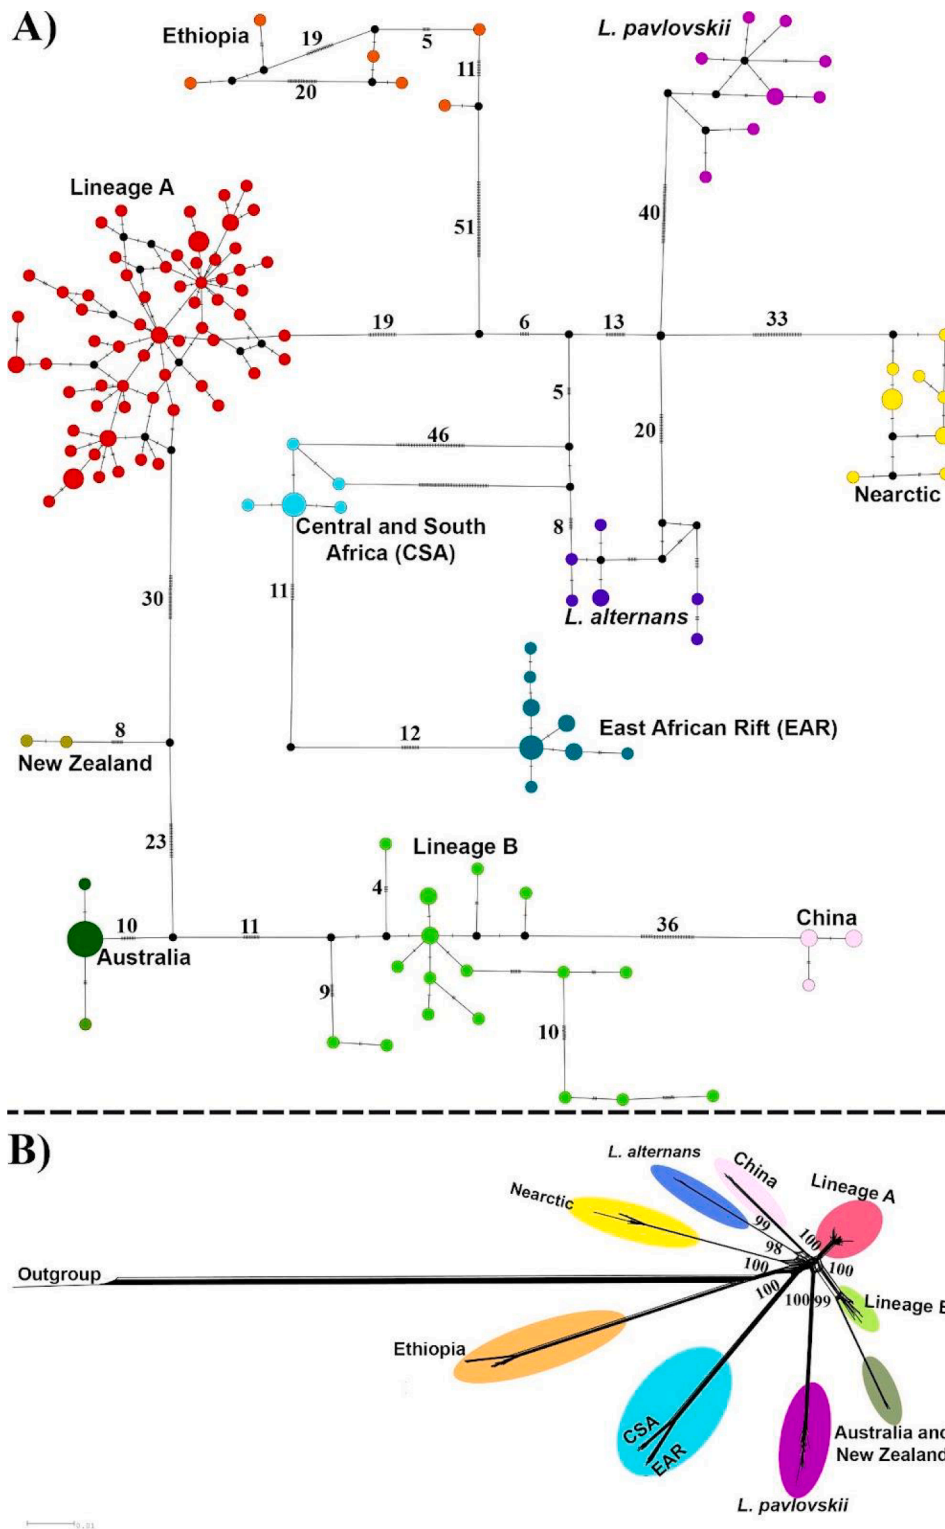 A)
Ethiopia
19
5
L. pavlovskii
20
11
Lineage A
51
40
19
6
13
33
5
20
46
Nearctic
Central and South
Africa (CSA)
8
11
L. alternans
30
8
New Zealand
12
East African Rift (EAR)
23
Lineage B
4
10
Australia
11
36
China
9
10
B)
L. alternans
China
Lineage A
Nearctic
99
100
98
100
100
Outgroup
100
100
99
Lineage B
Ethiopia
CSA
EAR
Australia and
New Zealand
L. pavlovskii
0.01